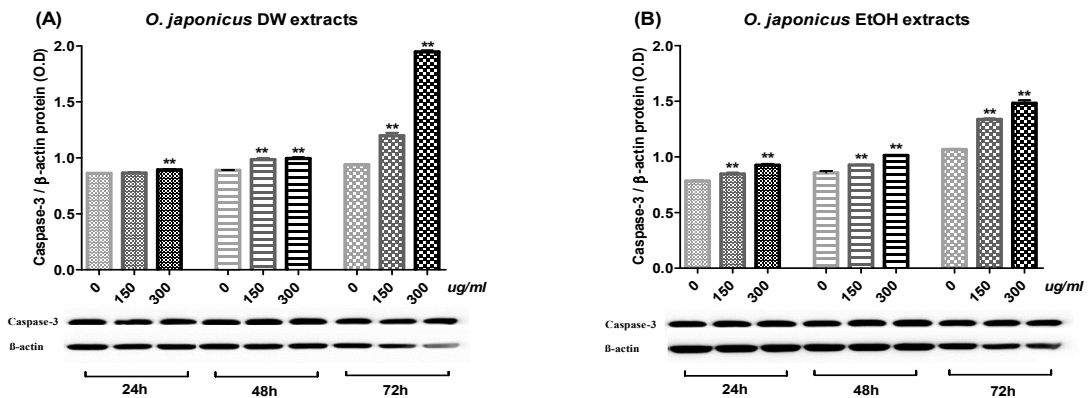 (A)
O. japonicus DW extracts
Caspase-3 / β-actin protein (O.D)
2.0
1.5
1.0
0.5
0.0
**
** **
** **
0 150 300 0 150 300 0 150 300 ug/ml
Caspase-3
ß-actin
24h 48h 72h
(B)
O. japonicus EtOH extracts
Caspase-3 / β-actin protein (O.D)
2.0
1.5
1.0
0.5
0.0
** **
** **
** **
0 150 300 0 150 300 0 150 300 ug/ml
Caspase-3
ß-actin
24h 48h 72h